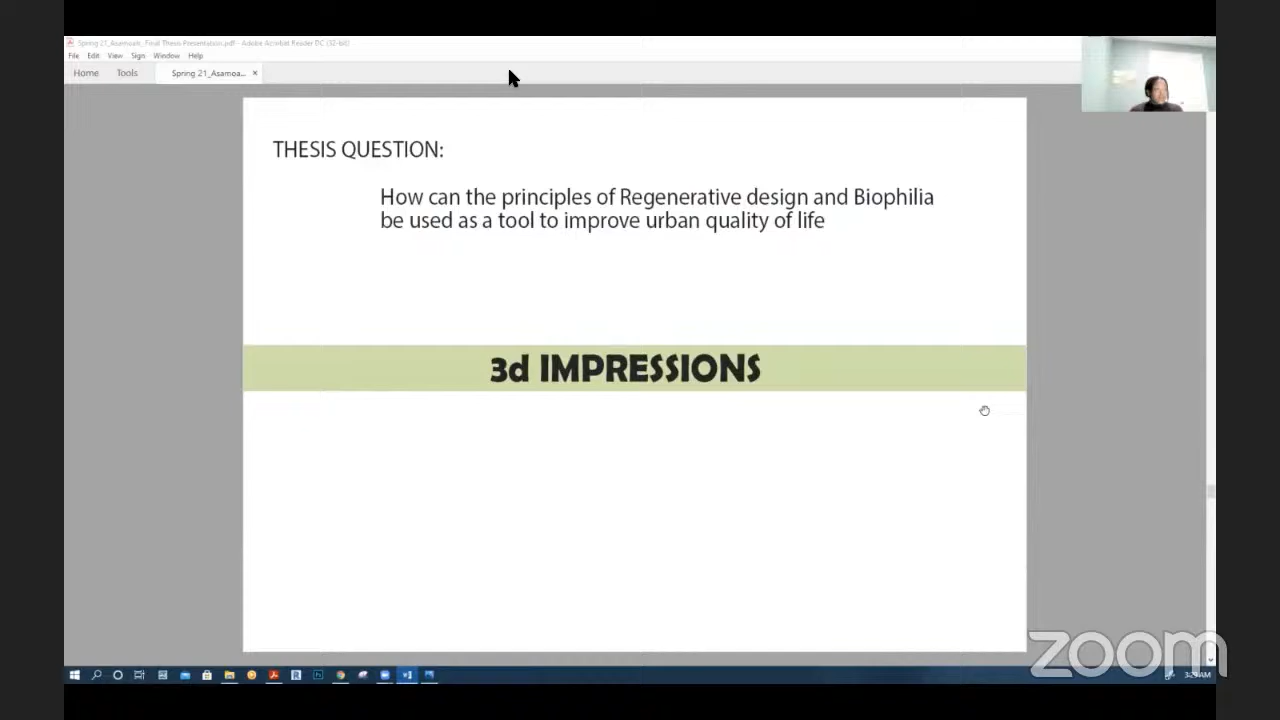 Spring 21_Asamoah_ Final Thesis Presentation.pdf - Adobe Acrobat Reader DC (32-bit)
File Edit View Sign Window Help
Home Tools Spring 21_Asamoa... ×
THESIS QUESTION:
How can the principles of Regenerative design and Biophilia
be used as a tool to improve urban quality of life
3d IMPRESSIONS
zoom